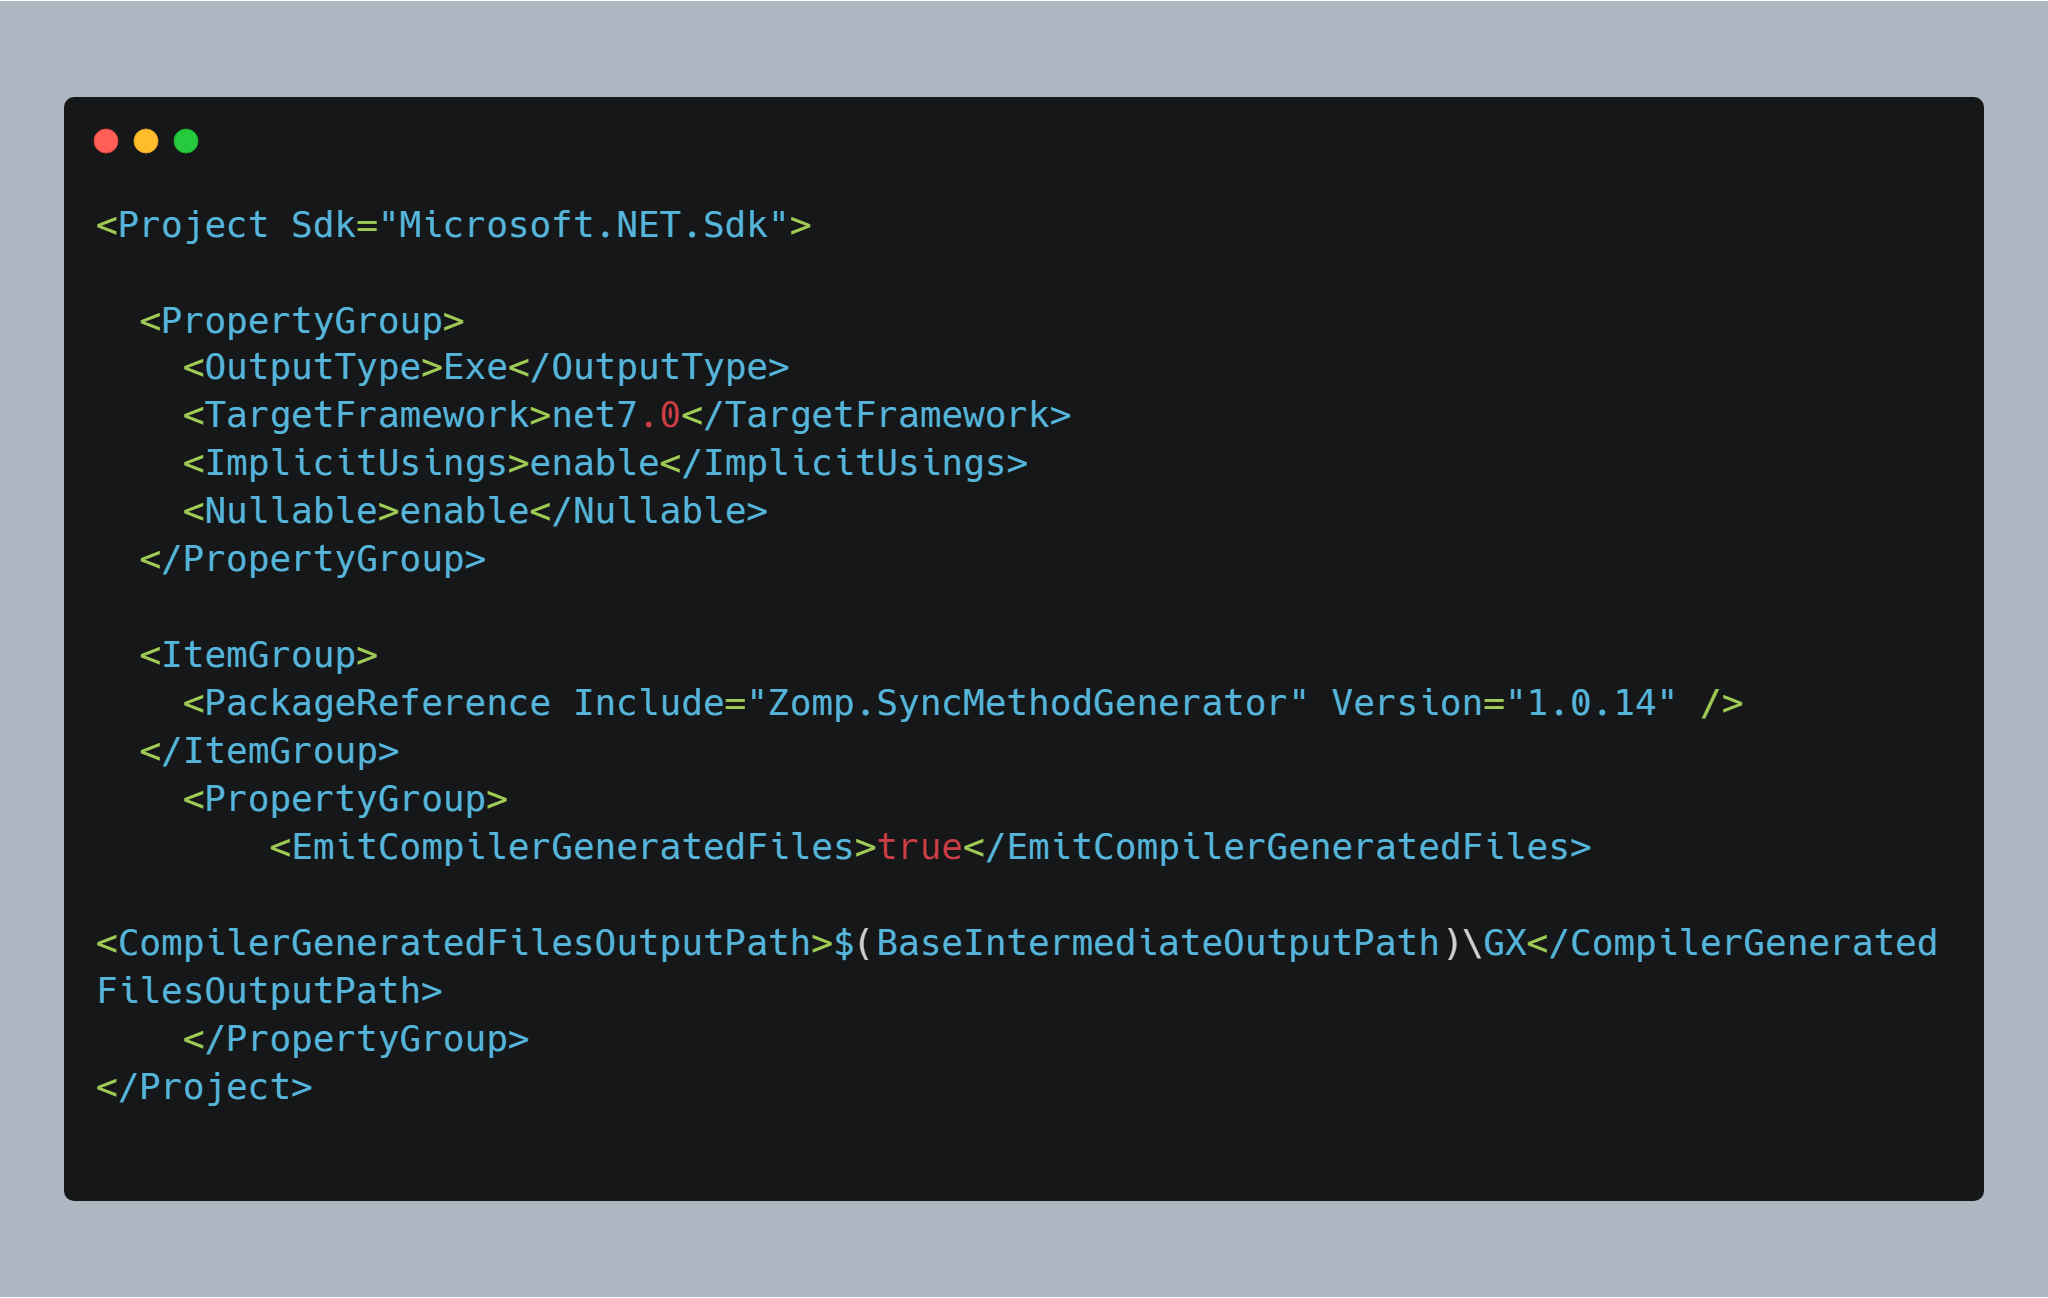 <Project Sdk="Microsoft.NET.Sdk">

  <PropertyGroup>
    <OutputType>Exe</OutputType>
    <TargetFramework>net7.0</TargetFramework>
    <ImplicitUsings>enable</ImplicitUsings>
    <Nullable>enable</Nullable>
  </PropertyGroup>

  <ItemGroup>
    <PackageReference Include="Zomp.SyncMethodGenerator" Version="1.0.14" />
  </ItemGroup>
    <PropertyGroup>
        <EmitCompilerGeneratedFiles>true</EmitCompilerGeneratedFiles>

<CompilerGeneratedFilesOutputPath>$(BaseIntermediateOutputPath)\GX</CompilerGenerated
FilesOutputPath>
    </PropertyGroup>
</Project>